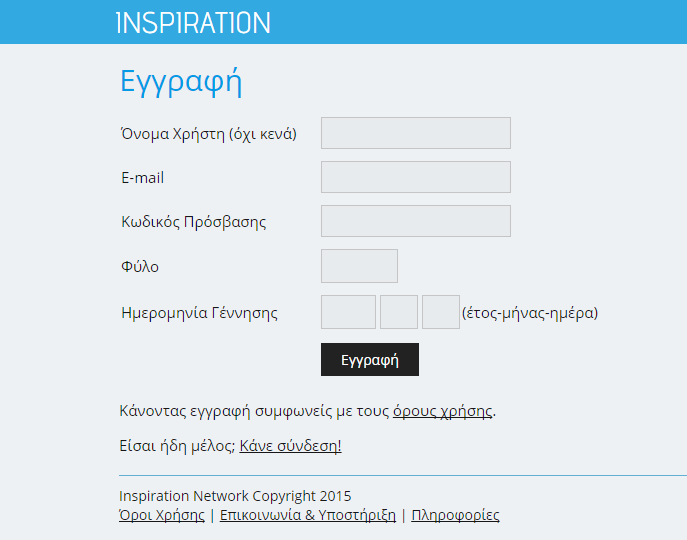 INSPIRATION
Εγγραφή
Όνομα Χρήστη (όχι κενά)
E-mail
Κωδικός Πρόσβασης
Φύλο
Ημερομηνία Γέννησης (έτος-μήνας-ημέρα)
Εγγραφή
Κάνοντας εγγραφή συμφωνείς με τους όρους χρήσης.
Είσαι ήδη μέλος; Κάνε σύνδεση!
Inspiration Network Copyright 2015
Όροι Χρήσης | Επικοινωνία & Υποστήριξη | Πληροφορίες